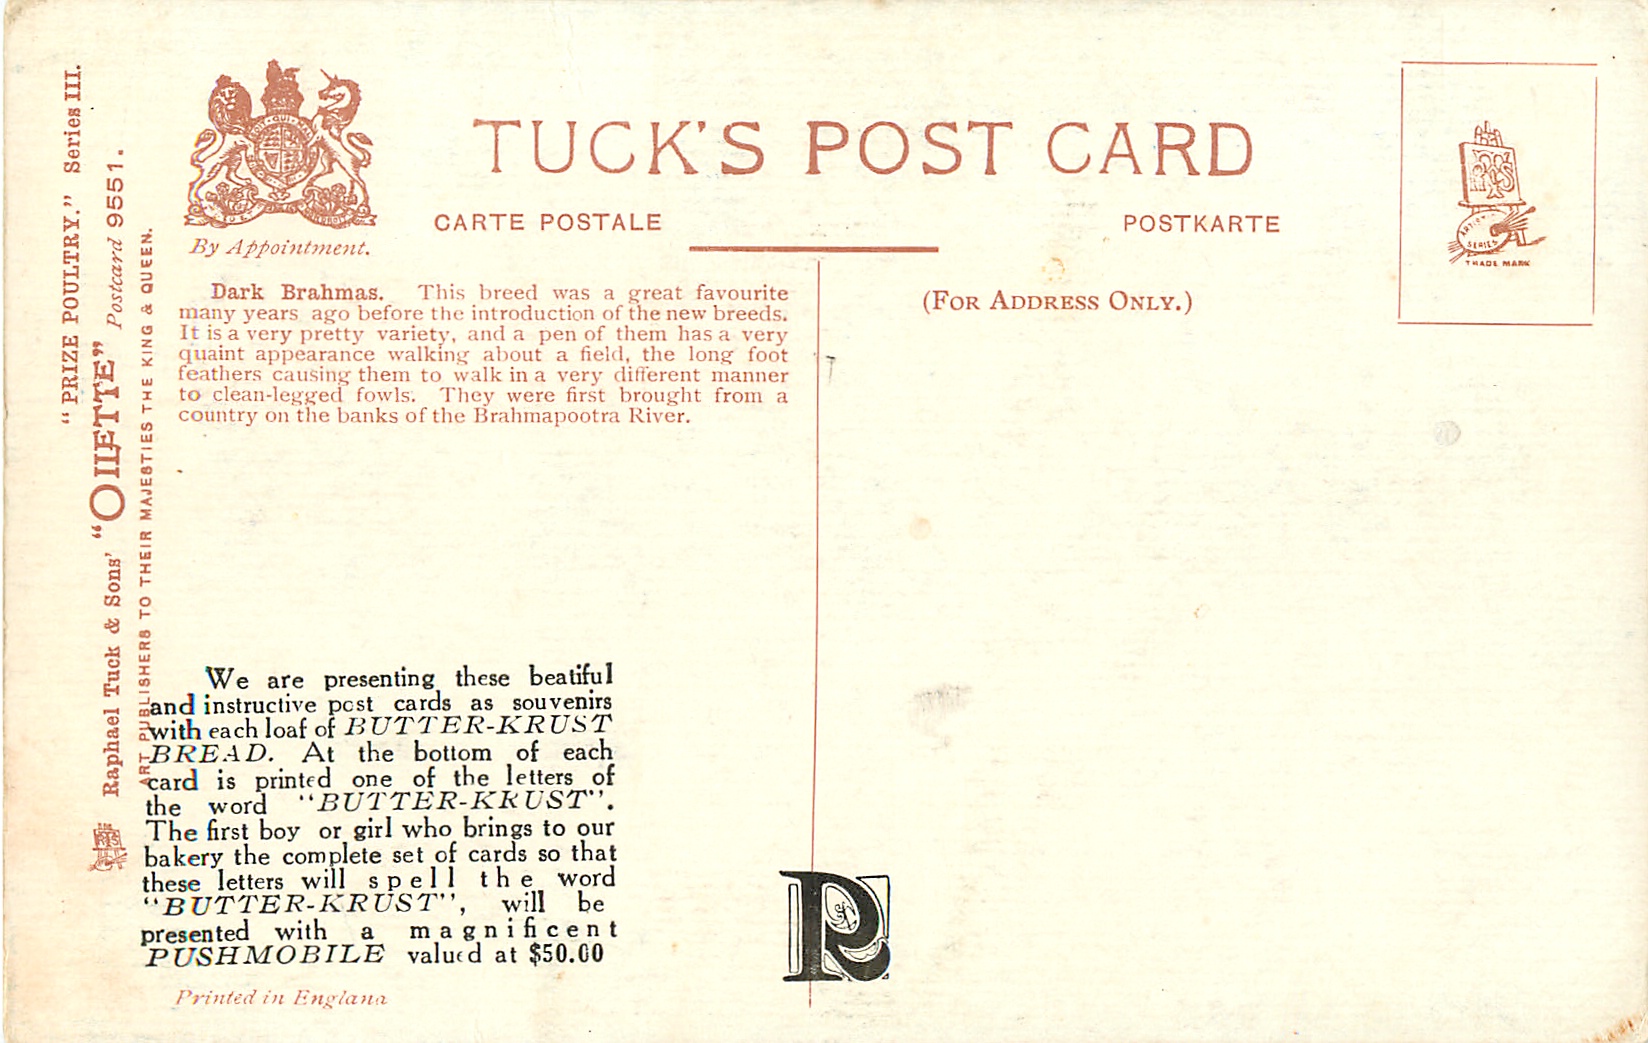 "PRIZE POULTRY." Series III.
Raphael Tuck & Sons' "OILETTE" Postcard 9551.
ART PUBLISHERS TO THEIR MAJESTIES THE KING & QUEEN.
By Appointment.
TUCK'S POST CARD
CARTE POSTALE
POSTKARTE
ARTISTIC
SERIES
TRADE MARK
Dark Brahmas. This breed was a great favourite
many years ago before the introduction of the new breeds.
It is a very pretty variety, and a pen of them has a very
quaint appearance walking about a field, the long foot
feathers causing them to walk in a very different manner
to clean-legged fowls. They were first brought from a
country on the banks of the Brahmapootra River.
(FOR ADDRESS ONLY.)
We are presenting these beatiful
and instructive post cards as souvenirs
with each loaf of BUTTER-KRUST
BREAD. At the bottom of each
card is printed one of the letters of
the word "BUTTER-KRUST".
The first boy or girl who brings to our
bakery the complete set of cards so that
these letters will spell the word
"BUTTER-KRUST", will be
presented with a magnificent
PUSHMOBILE valued at $50.00
R
Printed in England